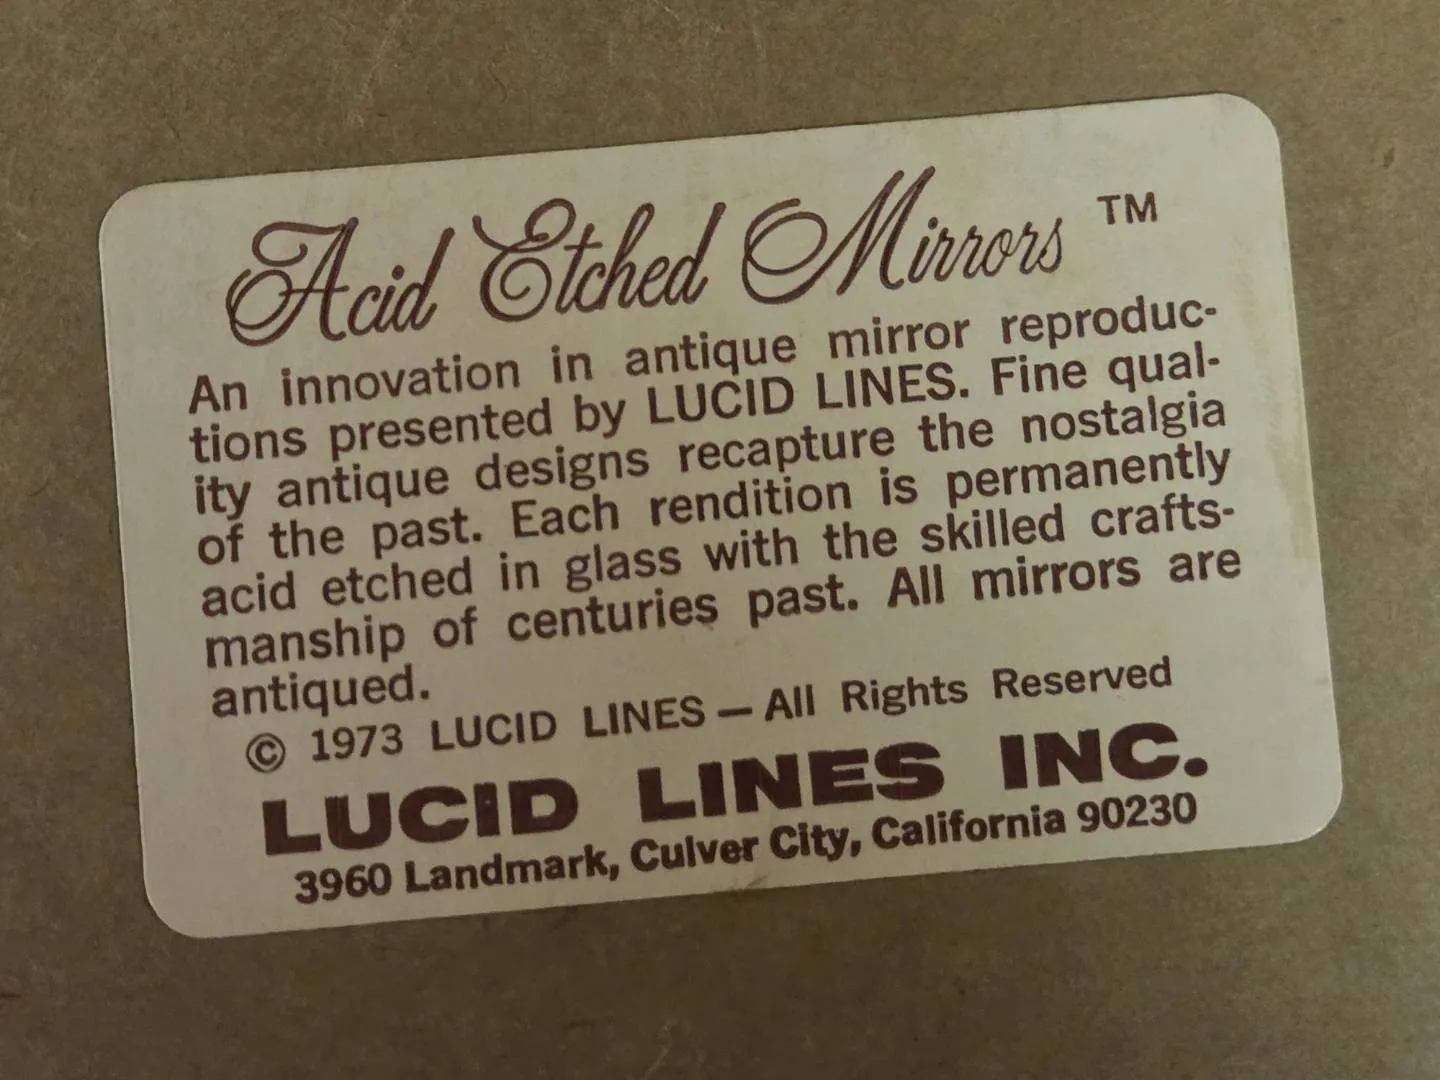 Acid Etched Mirrors ™
An innovation in antique mirror reproduc-
tions presented by LUCID LINES. Fine qual-
ity antique designs recapture the nostalgia
of the past. Each rendition is permanently
acid etched in glass with the skilled crafts-
manship of centuries past. All mirrors are
antiqued.
© 1973 LUCID LINES — All Rights Reserved
LUCID LINES INC.
3960 Landmark, Culver City, California 90230